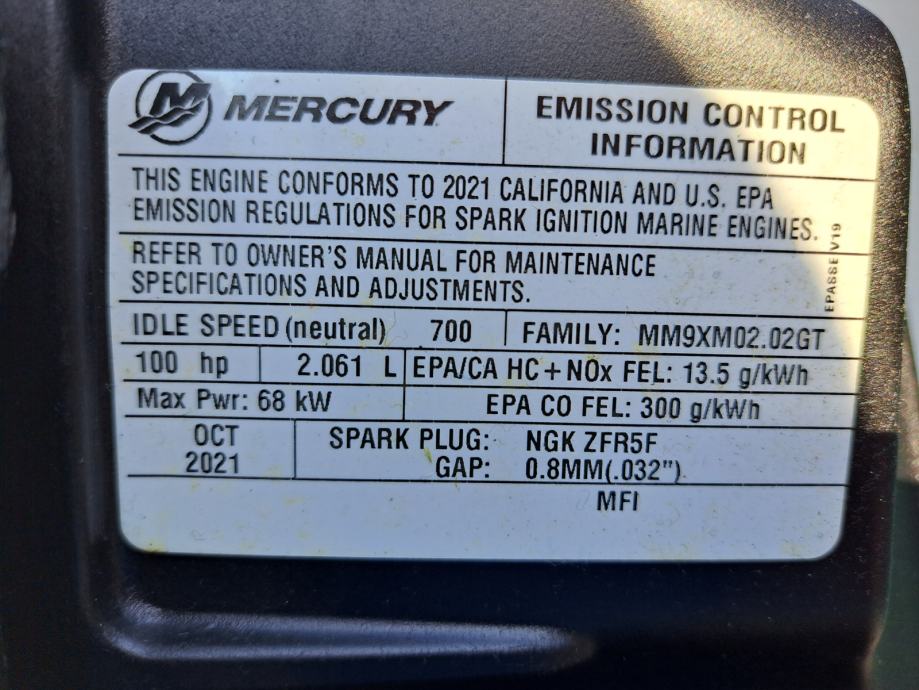 MERCURY
EMISSION CONTROL
INFORMATION
THIS ENGINE CONFORMS TO 2021 CALIFORNIA AND U.S. EPA
EMISSION REGULATIONS FOR SPARK IGNITION MARINE ENGINES.
REFER TO OWNER'S MANUAL FOR MAINTENANCE
SPECIFICATIONS AND ADJUSTMENTS.
EPASSE V19
IDLE SPEED (neutral) 700 FAMILY: MM9XM02.02GT
100 hp 2.061 L EPA/CA HC+NOx FEL: 13.5 g/kWh
Max Pwr: 68 kW EPA CO FEL: 300 g/kWh
OCT
2021
SPARK PLUG: NGK ZFR5F
GAP: 0.8MM(.032")
MFI